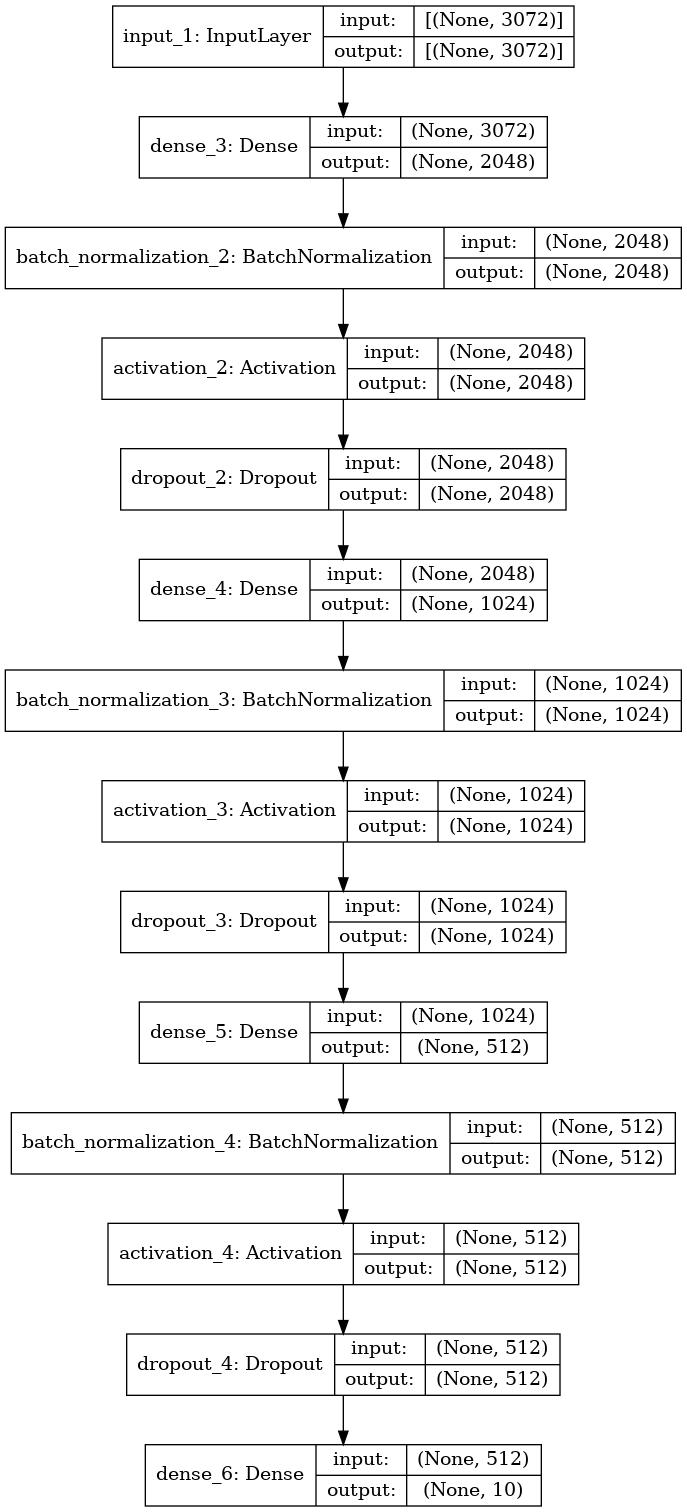 input_1: InputLayer
input: [(None, 3072)]
output: [(None, 3072)]
dense_3: Dense
input: (None, 3072)
output: (None, 2048)
batch_normalization_2: BatchNormalization
input: (None, 2048)
output: (None, 2048)
activation_2: Activation
input: (None, 2048)
output: (None, 2048)
dropout_2: Dropout
input: (None, 2048)
output: (None, 2048)
dense_4: Dense
input: (None, 2048)
output: (None, 1024)
batch_normalization_3: BatchNormalization
input: (None, 1024)
output: (None, 1024)
activation_3: Activation
input: (None, 1024)
output: (None, 1024)
dropout_3: Dropout
input: (None, 1024)
output: (None, 1024)
dense_5: Dense
input: (None, 1024)
output: (None, 512)
batch_normalization_4: BatchNormalization
input: (None, 512)
output: (None, 512)
activation_4: Activation
input: (None, 512)
output: (None, 512)
dropout_4: Dropout
input: (None, 512)
output: (None, 512)
dense_6: Dense
input: (None, 512)
output: (None, 10)